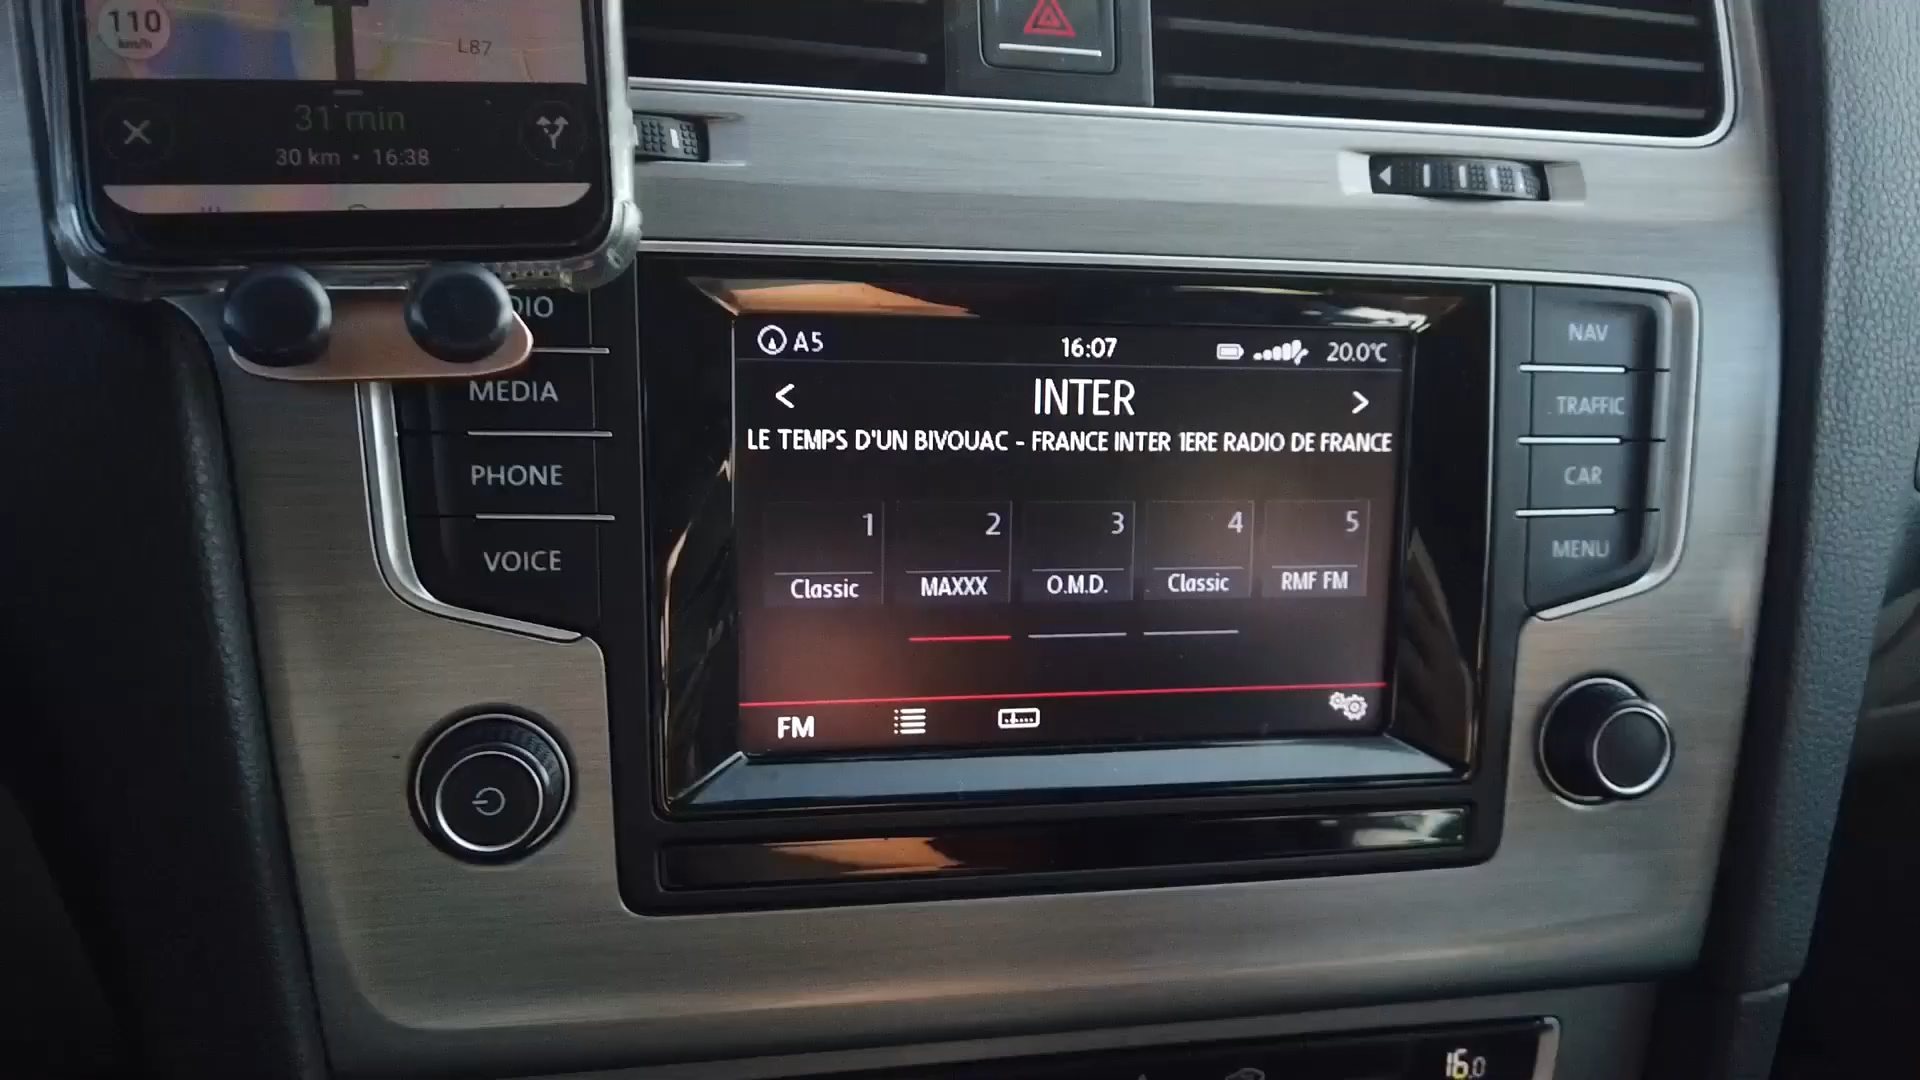 110
km/h
L87
31 min
30 km • 16:38
DIO
MEDIA
PHONE
VOICE
A5
16:07
20.0°C
< INTER >
LE TEMPS D'UN BIVOUAC - FRANCE INTER 1ERE RADIO DE FRANCE
1
2
3
4
5
Classic
MAXXX
O.M.D.
Classic
RMF FM
FM
NAV
TRAFFIC
CAR
MENU
16.0